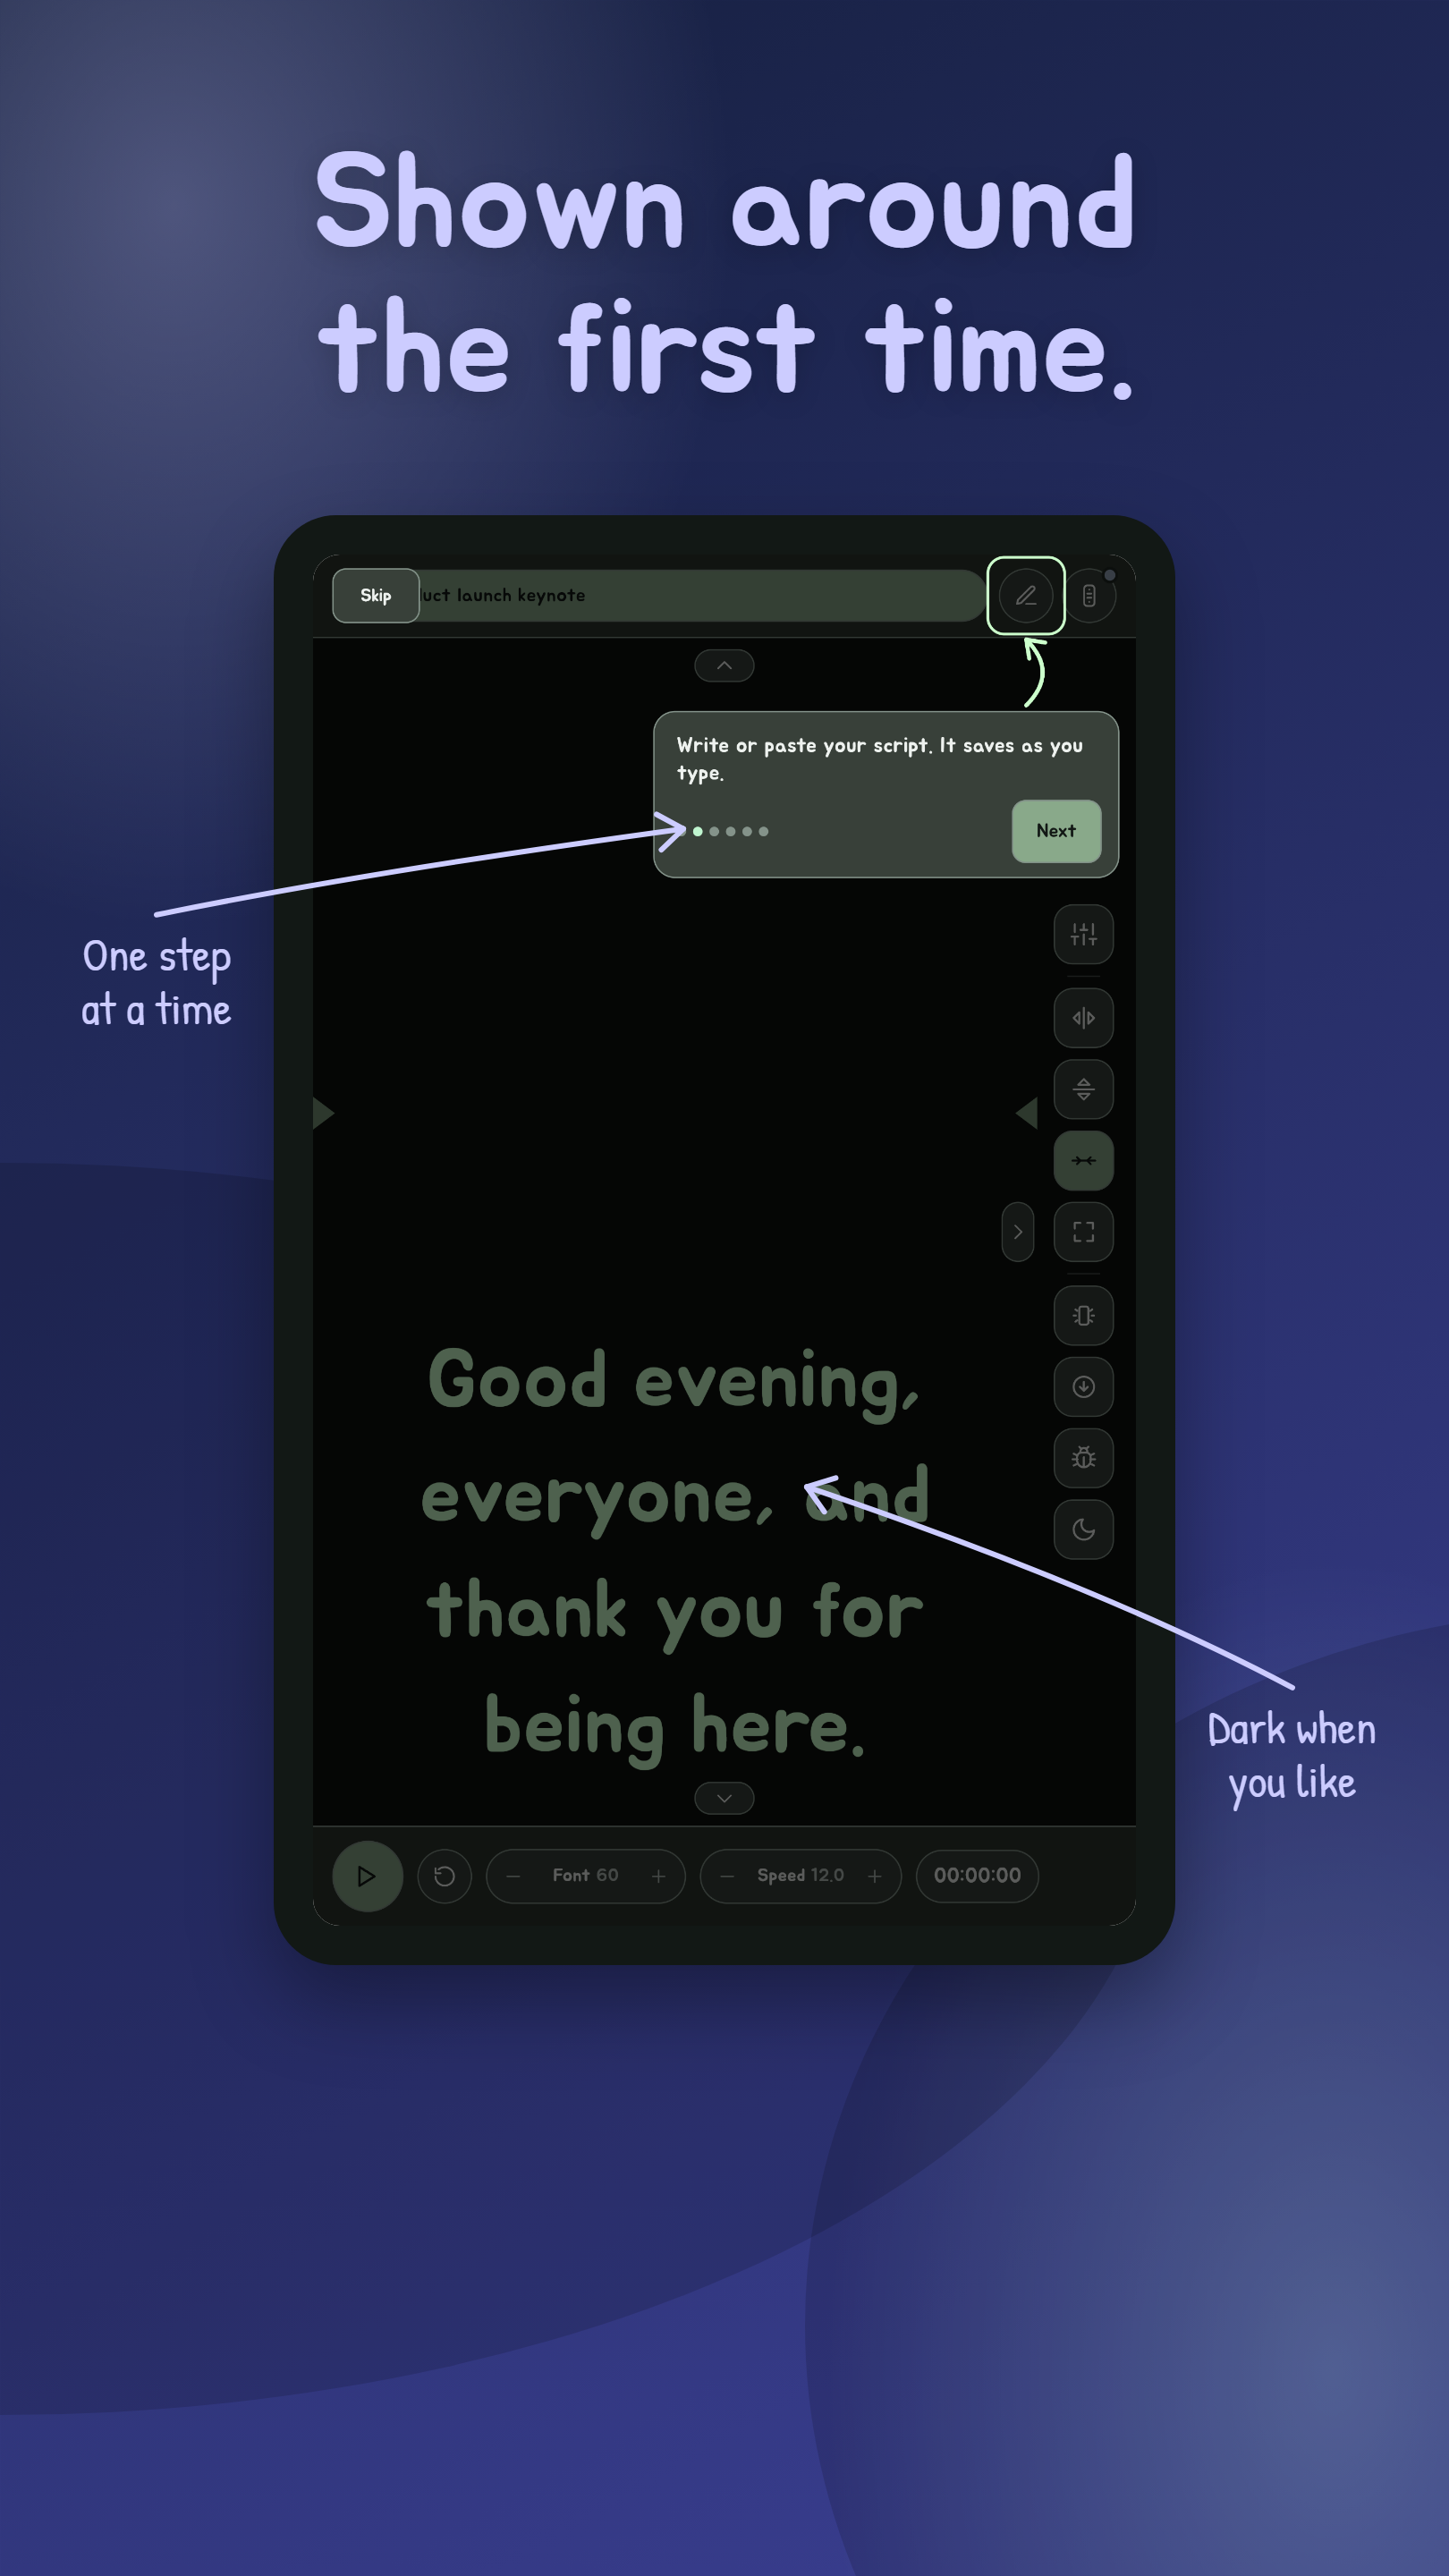 Shown around
the first time.
Skip
uct launch keynote
Write or paste your script. It saves as you
type.
Next
One step
at a time
Good evening,
everyone, and
thank you for
being here.
Dark when
you like
Font 60
Speed 12.0
00:00:00